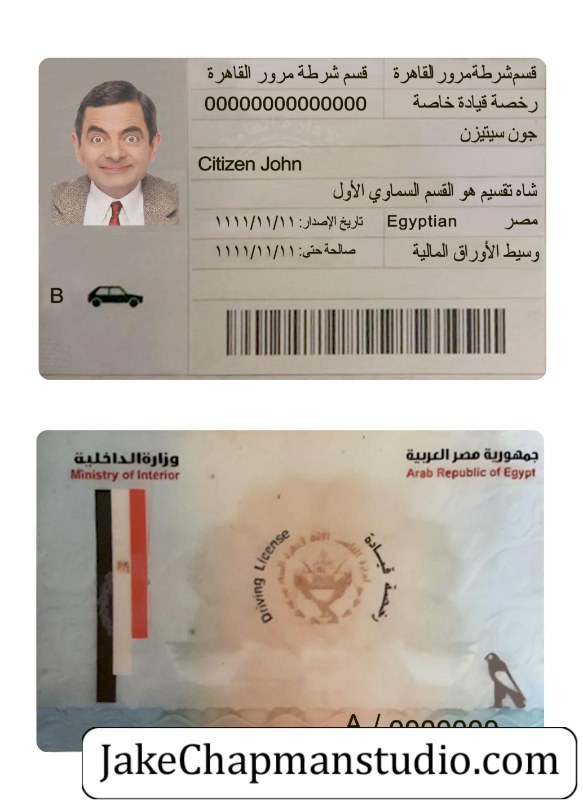 قسم شرطة مرور القاهرة قسم شرطة مرور القاهرة
رخصة قيادة خاصة 00000000000000
جون سيتيزن
Citizen John
شاه تقسيم هو القسم السماوي الأول
مصر Egyptian تاريخ الإصدار: ١١١١/١١/١١
وسيط الأوراق المالية صالحة حتى: ١١١١/١١/١١
B
جمهورية مصر العربية وزارة الداخلية
Ministry of Interior Arab Republic of Egypt
Driving License رخصة قيادة
A / 0000000
JakeChapmanstudio.com